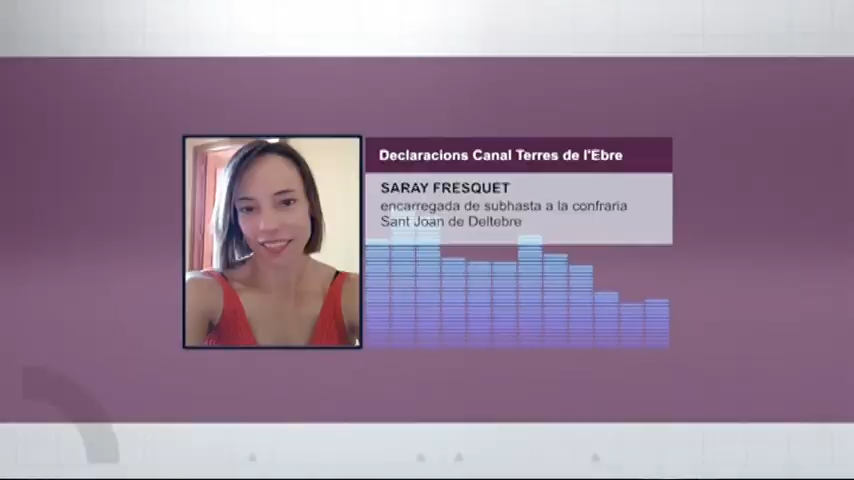 Declaracions Canal Terres de l'Ebre
SARAY FRESQUET
encarregada de subhasta a la confraria
Sant Joan de Deltebre